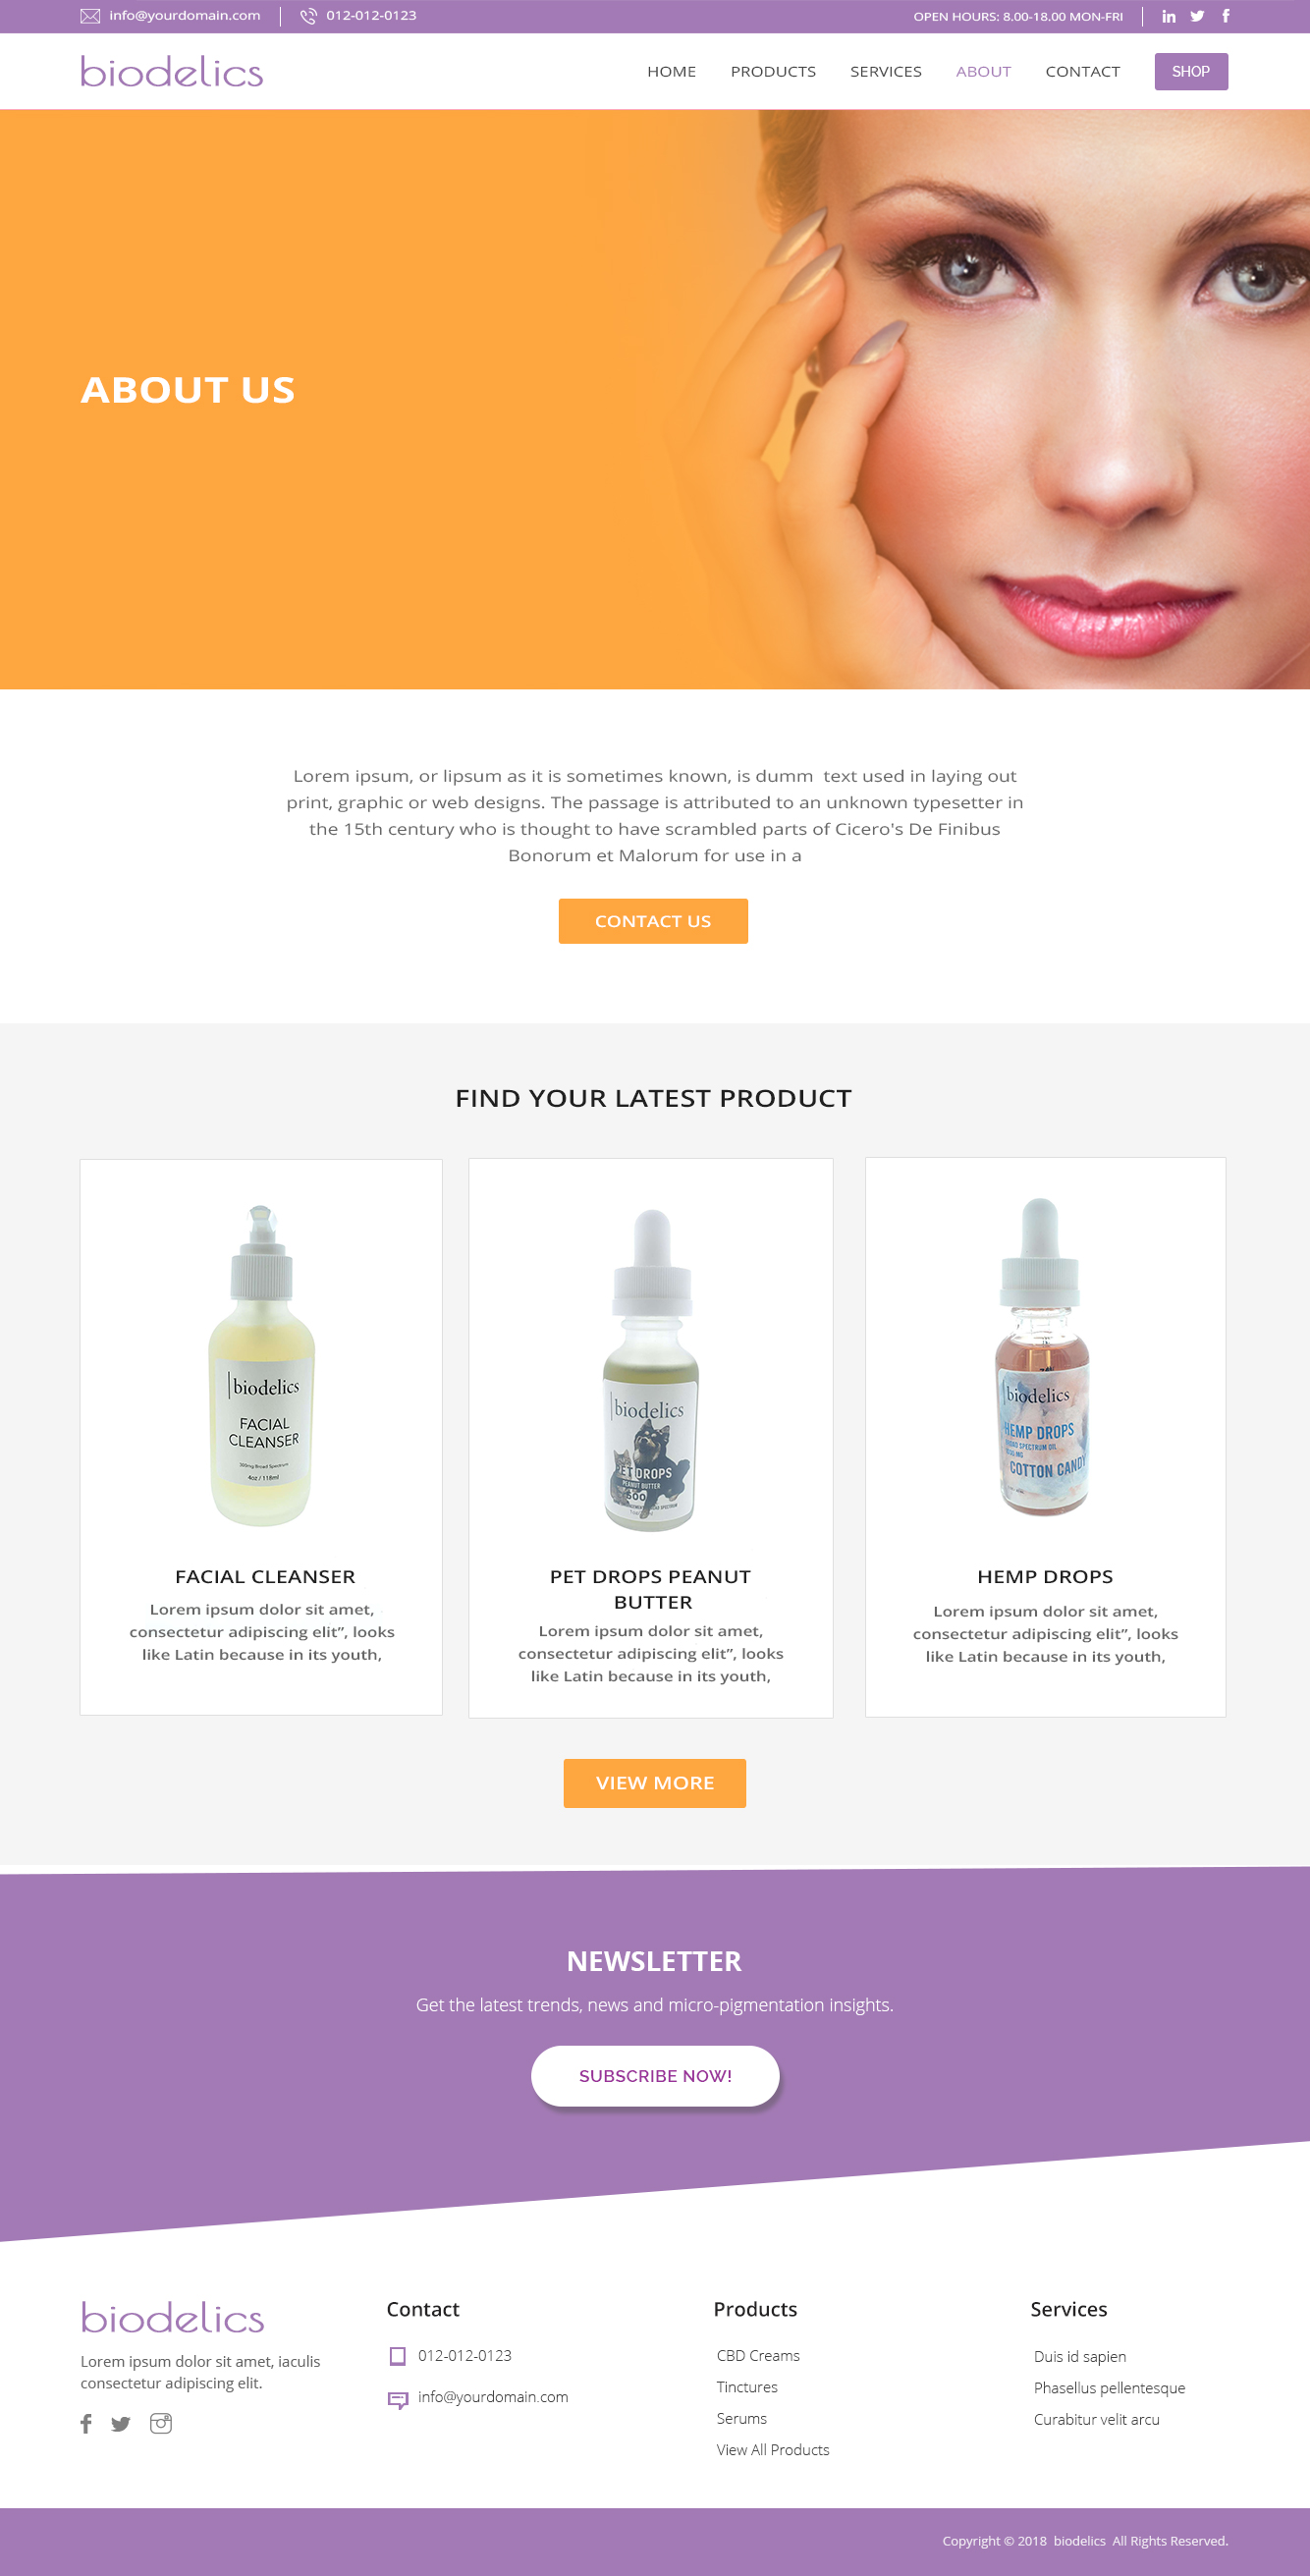 info@yourdomain.com
012-012-0123
OPEN HOURS: 8.00-18.00 MON-FRI
biodelics
HOME PRODUCTS SERVICES ABOUT CONTACT SHOP
ABOUT US
Lorem ipsum, or lipsum as it is sometimes known, is dumm text used in laying out
print, graphic or web designs. The passage is attributed to an unknown typesetter in
the 15th century who is thought to have scrambled parts of Cicero's De Finibus
Bonorum et Malorum for use in a
CONTACT US
FIND YOUR LATEST PRODUCT
biodelics
FACIAL
CLEANSER
4oz / 118ml
FACIAL CLEANSER
Lorem ipsum dolor sit amet,
consectetur adipiscing elit”, looks
like Latin because in its youth,
biodelics
PET DROPS
PEANUT BUTTER
PET DROPS PEANUT
BUTTER
Lorem ipsum dolor sit amet,
consectetur adipiscing elit”, looks
like Latin because in its youth,
biodelics
HEMP DROPS
SPECTRUM OIL
COTTON CANDY
HEMP DROPS
Lorem ipsum dolor sit amet,
consectetur adipiscing elit”, looks
like Latin because in its youth,
VIEW MORE
NEWSLETTER
Get the latest trends, news and micro-pigmentation insights.
SUBSCRIBE NOW!
biodelics
Lorem ipsum dolor sit amet, iaculis
consectetur adipiscing elit.
Contact
012-012-0123
info@yourdomain.com
Products
CBD Creams
Tinctures
Serums
View All Products
Services
Duis id sapien
Phasellus pellentesque
Curabitur velit arcu
Copyright © 2018 biodelics All Rights Reserved.